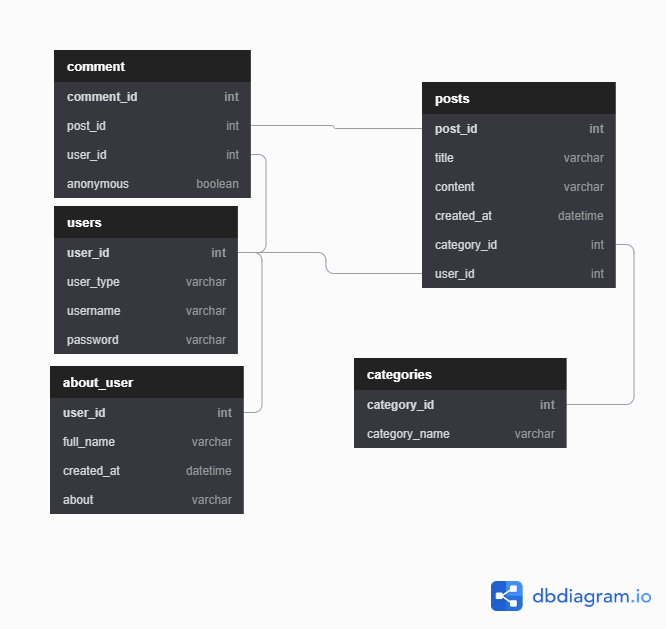 comment
comment_id int
post_id int
user_id int
anonymous boolean
users
user_id int
user_type varchar
username varchar
password varchar
about_user
user_id int
full_name varchar
created_at datetime
about varchar
posts
post_id int
title varchar
content varchar
created_at datetime
category_id int
user_id int
categories
category_id int
category_name varchar
dbdiagram.io